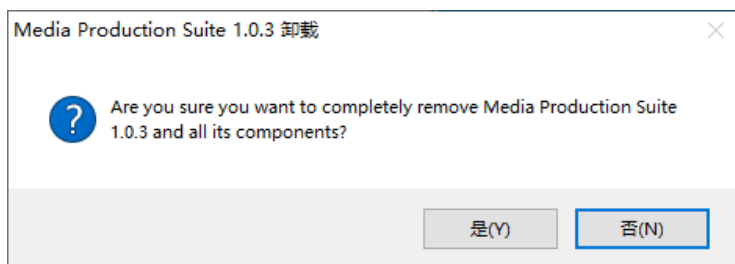 Media Production Suite 1.0.3 卸载
Are you sure you want to completely remove Media Production Suite
1.0.3 and all its components?
是(Y)
否(N)